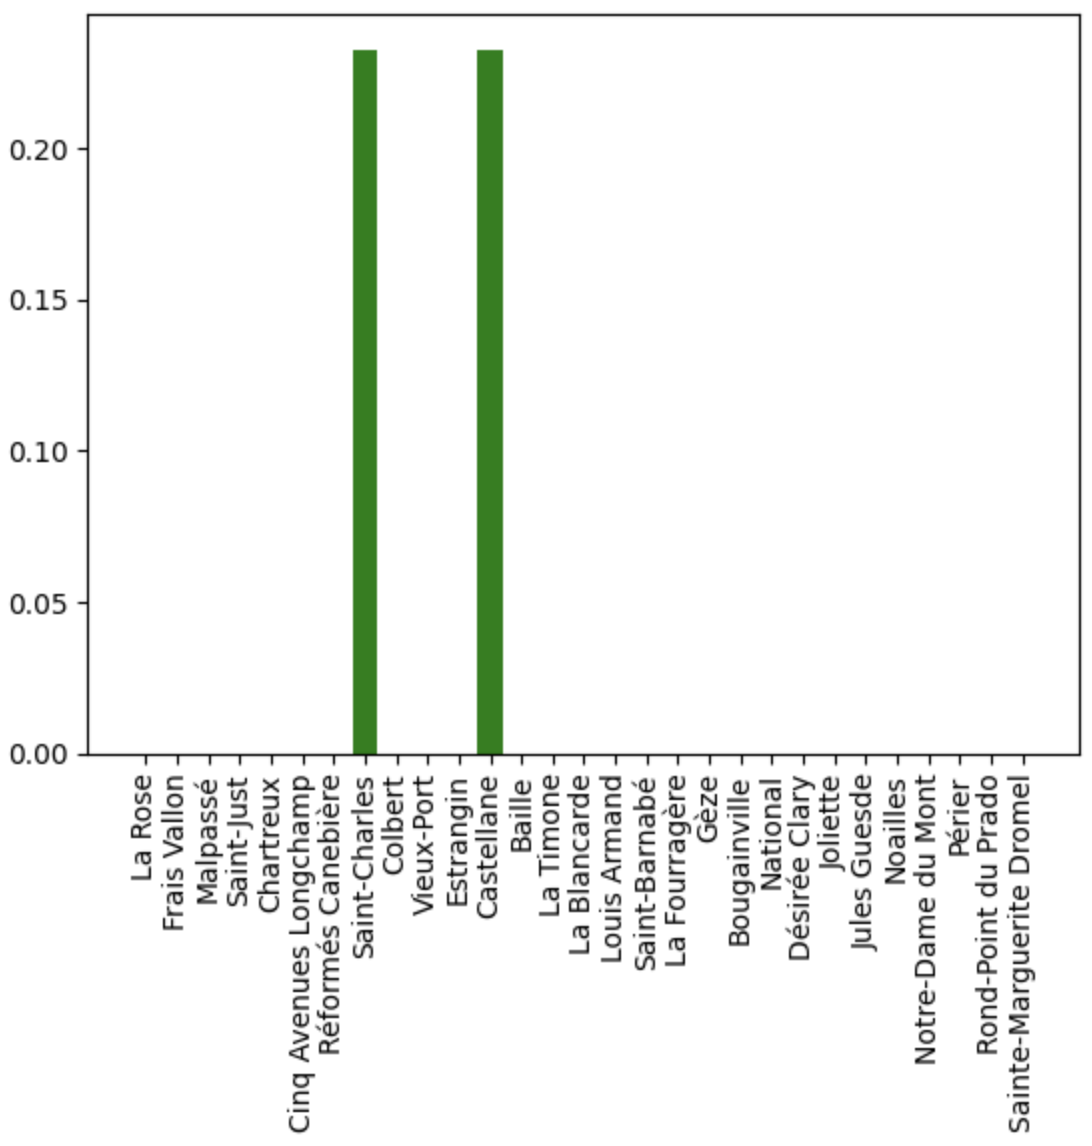 0.20
0.15
0.10
0.05
0.00
La Rose
Frais Vallon
Malpassé
Saint-Just
Chartreux
Cinq Avenues Longchamp
Réformés Canebière
Saint-Charles
Colbert
Vieux-Port
Estrangin
Castellane
Baille
La Timone
La Blancarde
Louis Armand
Saint-Barnabé
La Fourragère
Gèze
Bougainville
National
Désirée Clary
Joliette
Jules Guesde
Noailles
Notre-Dame du Mont
Périer
Rond-Point du Prado
Sainte-Marguerite Dromel